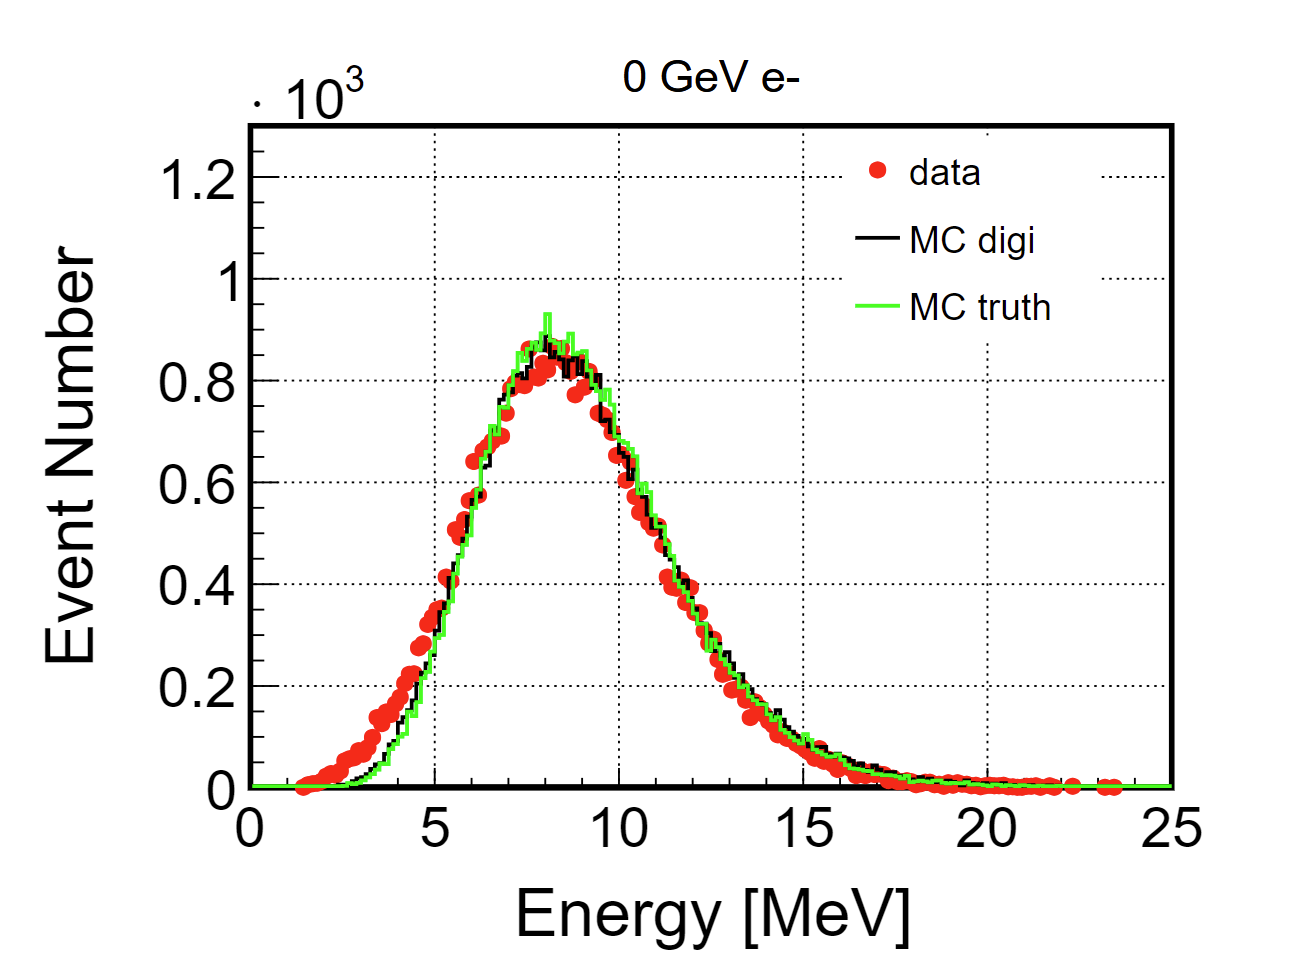 0 GeV e-
· 10³
1.2
1
0.8
0.6
0.4
0.2
0
0 5 10 15 20 25
Event Number
Energy [MeV]
data
MC digi
MC truth